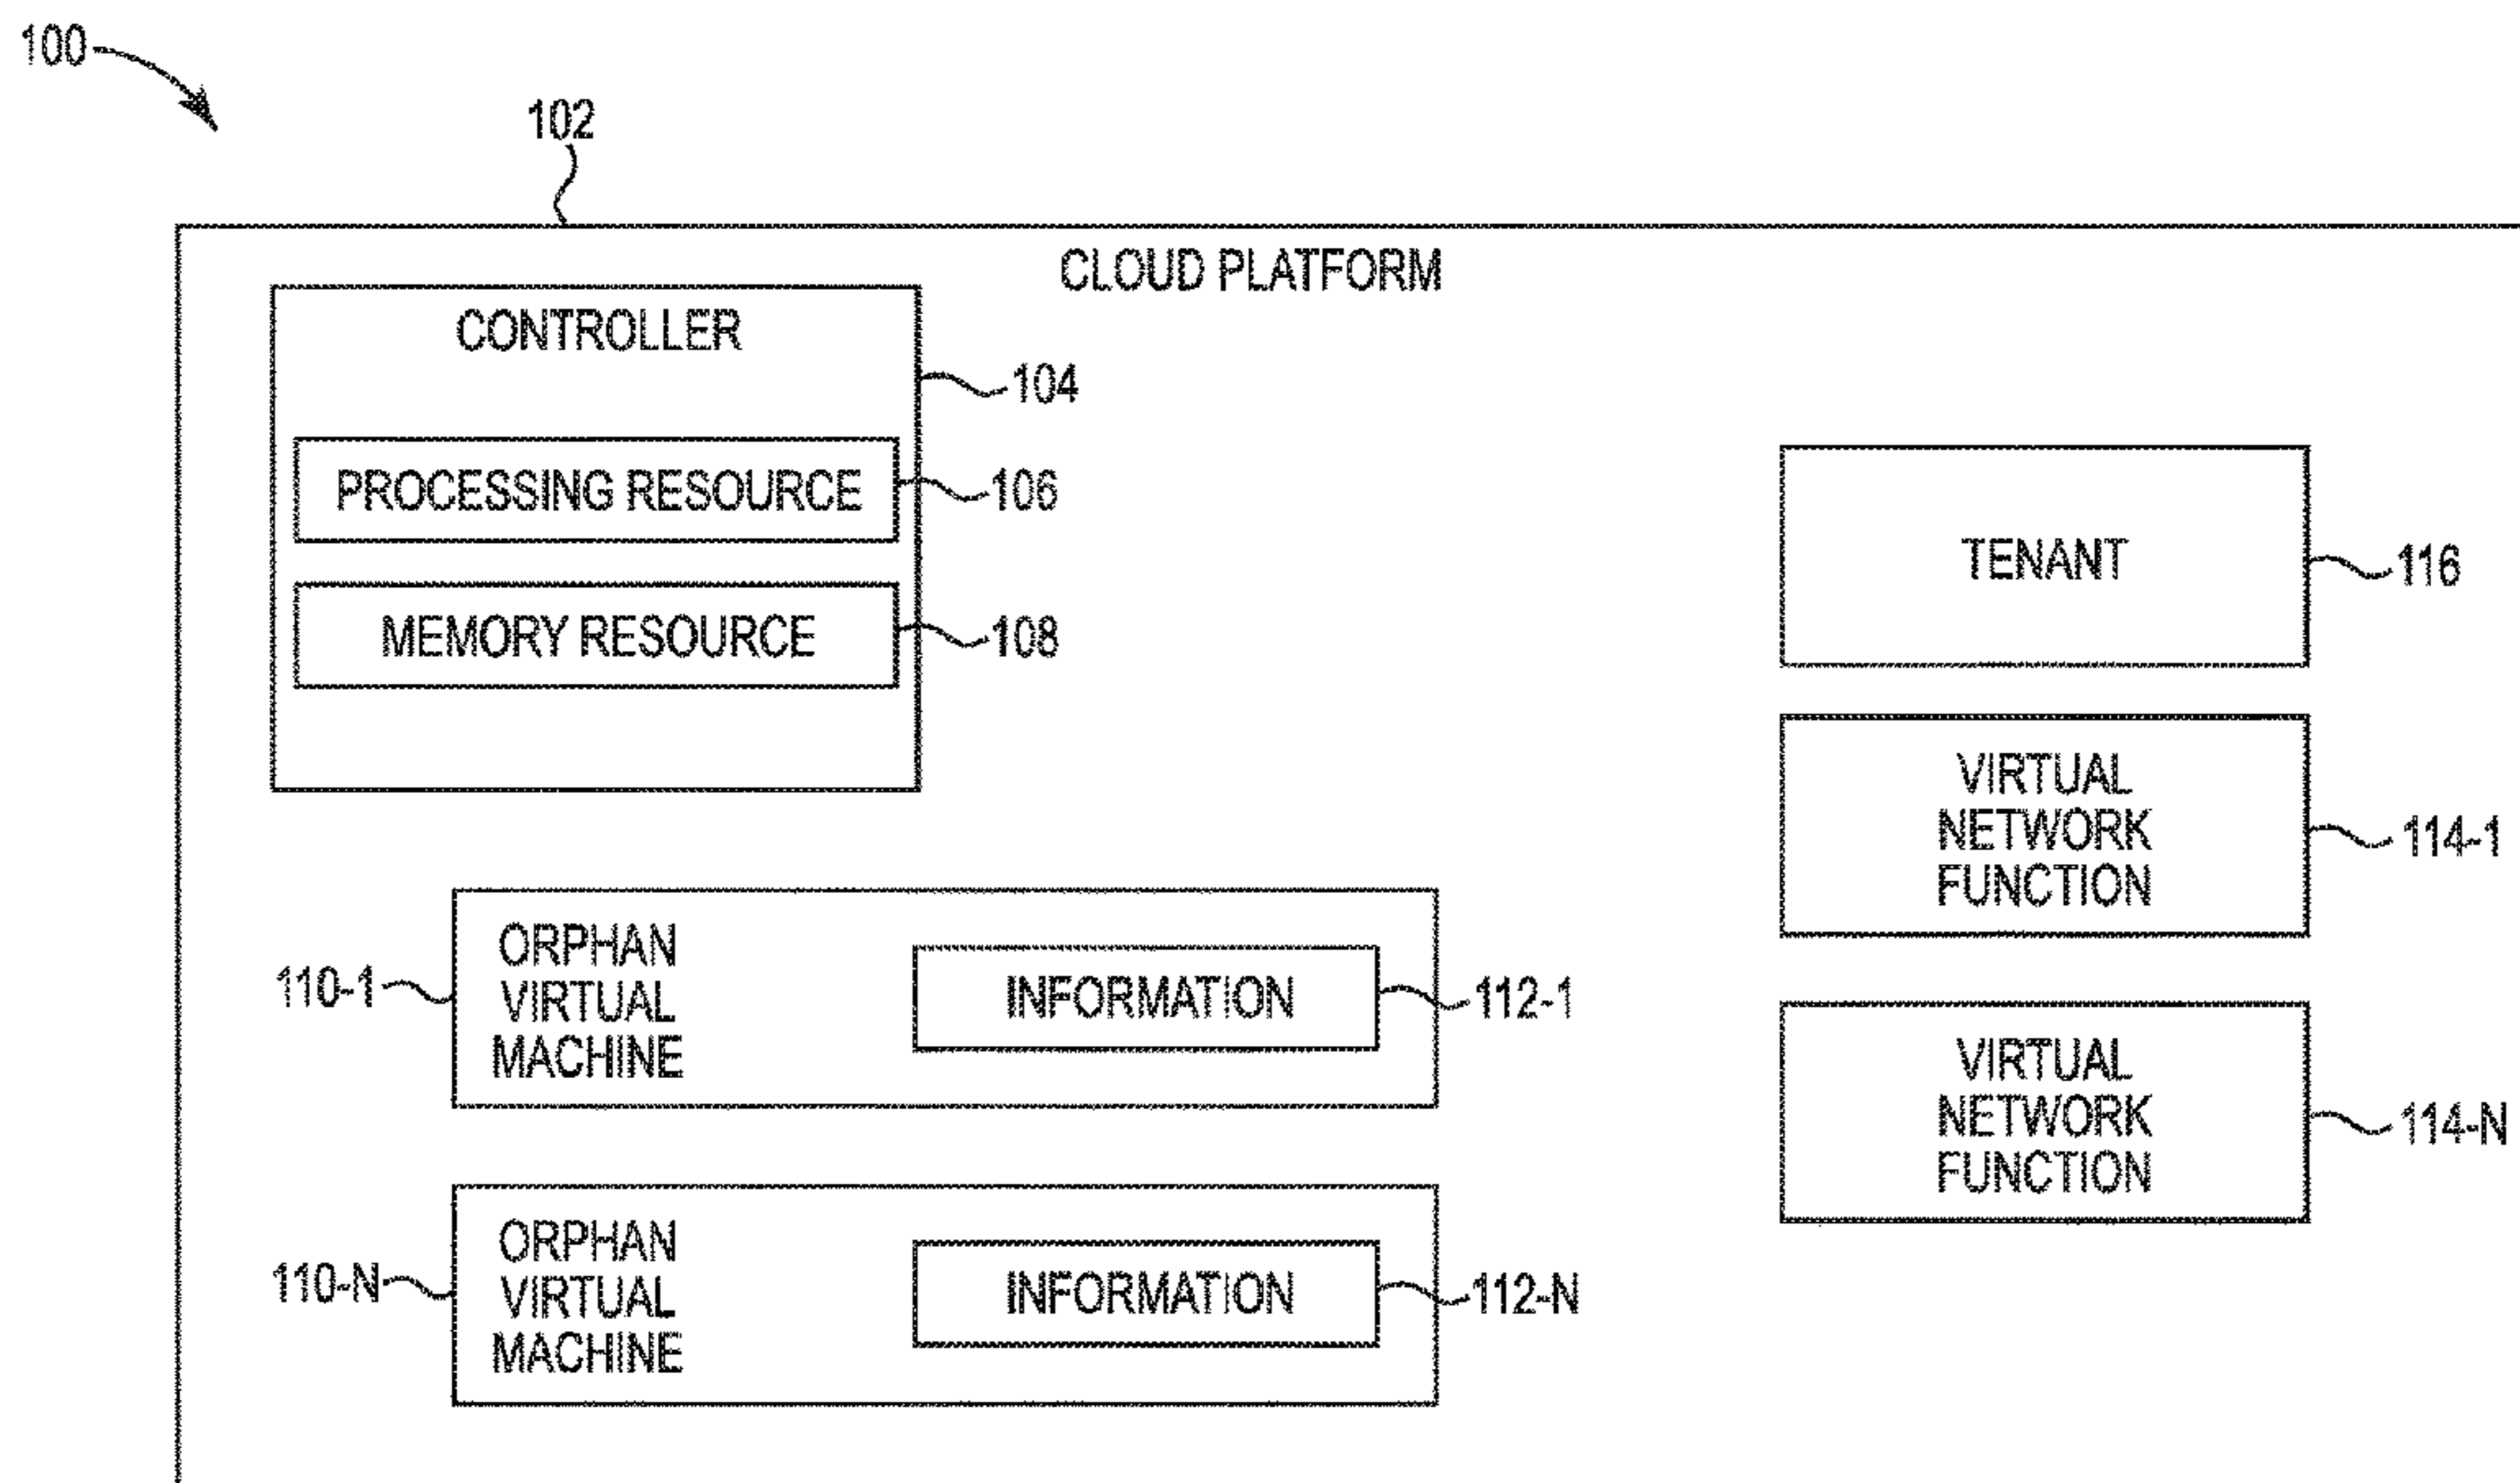 100
102
CLOUD PLATFORM
CONTROLLER
104
PROCESSING RESOURCE
106
MEMORY RESOURCE
108
TENANT
116
VIRTUAL
NETWORK
FUNCTION
114-1
ORPHAN
VIRTUAL
MACHINE
110-1
INFORMATION
112-1
VIRTUAL
NETWORK
FUNCTION
114-N
ORPHAN
VIRTUAL
MACHINE
110-N
INFORMATION
112-N